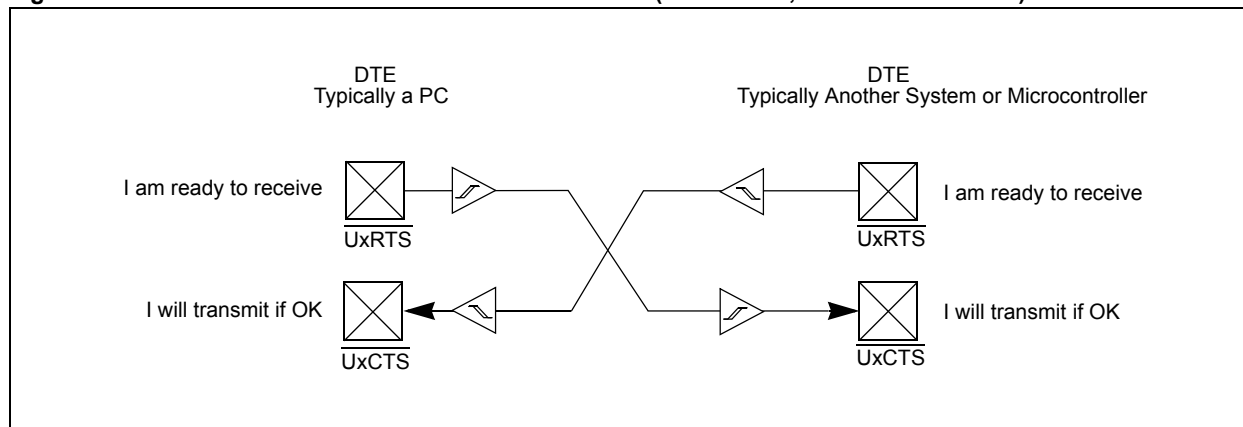 DTE
Typically a PC
DTE
Typically Another System or Microcontroller
I am ready to receive
UxRTS
I am ready to receive
UxRTS
I will transmit if OK
UxCTS
I will transmit if OK
UxCTS